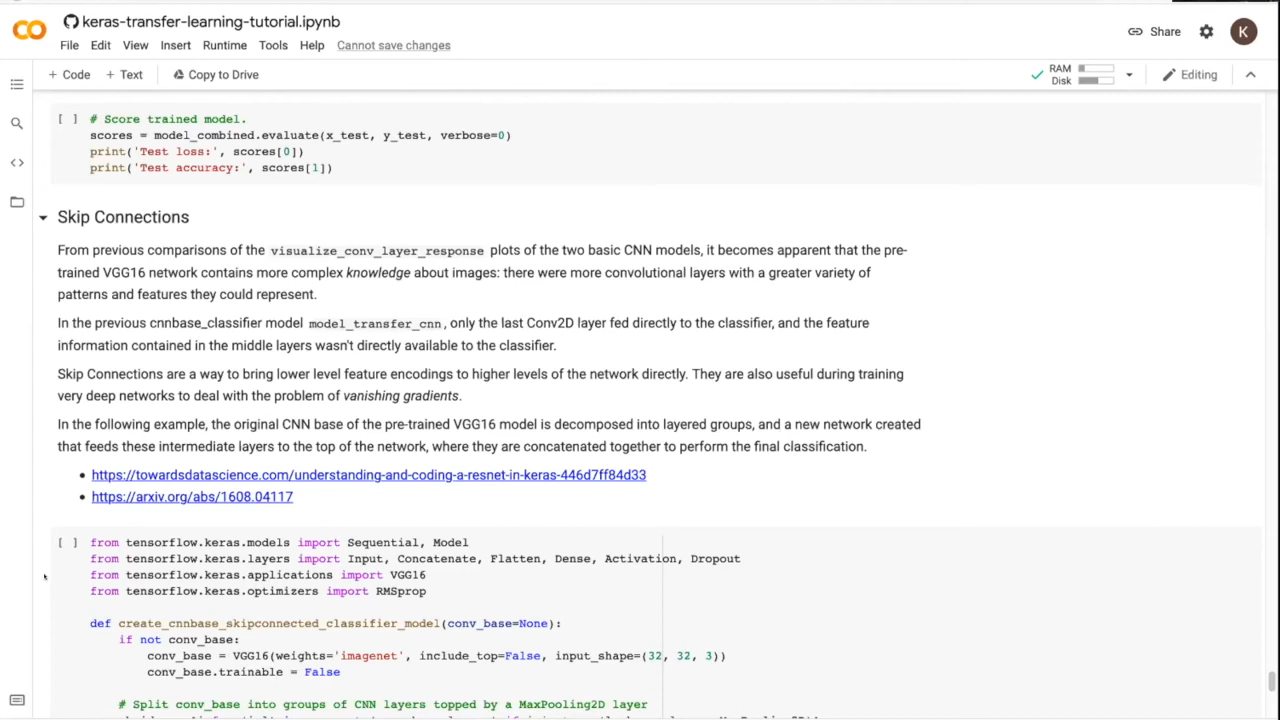 keras-transfer-learning-tutorial.ipynb
File Edit View Insert Runtime Tools Help Cannot save changes
Share
K
+ Code + Text Copy to Drive
RAM
Disk
Editing
[ ] # Score trained model.
scores = model_combined.evaluate(x_test, y_test, verbose=0)
print('Test loss:', scores[0])
print('Test accuracy:', scores[1])
Skip Connections
From previous comparisons of the visualize_conv_layer_response plots of the two basic CNN models, it becomes apparent that the pre-
trained VGG16 network contains more complex knowledge about images: there were more convolutional layers with a greater variety of
patterns and features they could represent.
In the previous cnnbase_classifier model model_transfer_cnn, only the last Conv2D layer fed directly to the classifier, and the feature
information contained in the middle layers wasn't directly available to the classifier.
Skip Connections are a way to bring lower level feature encodings to higher levels of the network directly. They are also useful during training
very deep networks to deal with the problem of vanishing gradients.
In the following example, the original CNN base of the pre-trained VGG16 model is decomposed into layered groups, and a new network created
that feeds these intermediate layers to the top of the network, where they are concatenated together to perform the final classification.
• https://towardsdatascience.com/understanding-and-coding-a-resnet-in-keras-446d7ff84d33
• https://arxiv.org/abs/1608.04117
[ ] from tensorflow.keras.models import Sequential, Model
from tensorflow.keras.layers import Input, Concatenate, Flatten, Dense, Activation, Dropout
from tensorflow.keras.applications import VGG16
from tensorflow.keras.optimizers import RMSprop
def create_cnnbase_skipconnected_classifier_model(conv_base=None):
if not conv_base:
conv_base = VGG16(weights='imagenet', include_top=False, input_shape=(32, 32, 3))
conv_base.trainable = False
# Split conv_base into groups of CNN layers topped by a MaxPooling2D layer